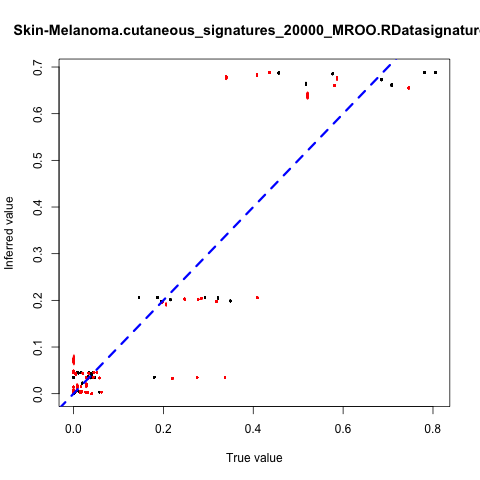 Skin-Melanoma.cutaneous_signatures_20000_MROO.RDatasignature
Inferred value
0.7
0.6
0.5
0.4
0.3
0.2
0.1
0.0
0.0 0.2 0.4 0.6 0.8
True value